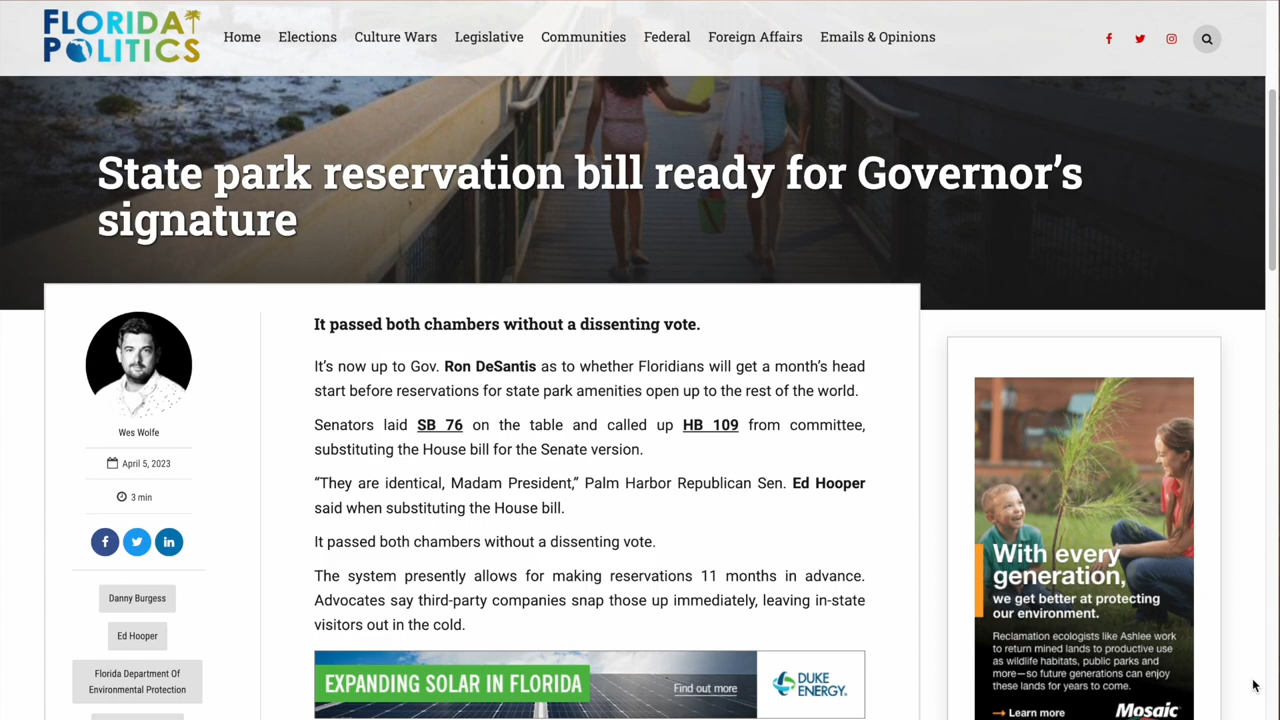 FLORIDA
POLITICS
Home Elections Culture Wars Legislative Communities Federal Foreign Affairs Emails & Opinions
State park reservation bill ready for Governor’s
signature
Wes Wolfe
April 5, 2023
3 min
Danny Burgess
Ed Hooper
Florida Department Of
Environmental Protection
It passed both chambers without a dissenting vote.
It’s now up to Gov. Ron DeSantis as to whether Floridians will get a month’s head
start before reservations for state park amenities open up to the rest of the world.
Senators laid SB 76 on the table and called up HB 109 from committee,
substituting the House bill for the Senate version.
“They are identical, Madam President,” Palm Harbor Republican Sen. Ed Hooper
said when substituting the House bill.
It passed both chambers without a dissenting vote.
The system presently allows for making reservations 11 months in advance.
Advocates say third-party companies snap those up immediately, leaving in-state
visitors out in the cold.
EXPANDING SOLAR IN FLORIDA
Find out more
DUKE
ENERGY.
With every
generation,
we get better at protecting
our environment.
Reclamation ecologists like Ashlee work
to return mined lands to productive use
as wildlife habitats, public parks and
more—so future generations can enjoy
these lands for years to come.
→ Learn more
Mosaic